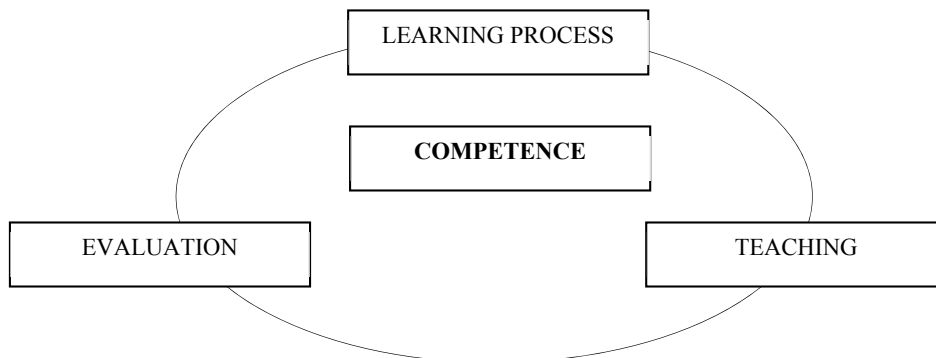 LEARNING PROCESS
COMPETENCE
EVALUATION
TEACHING